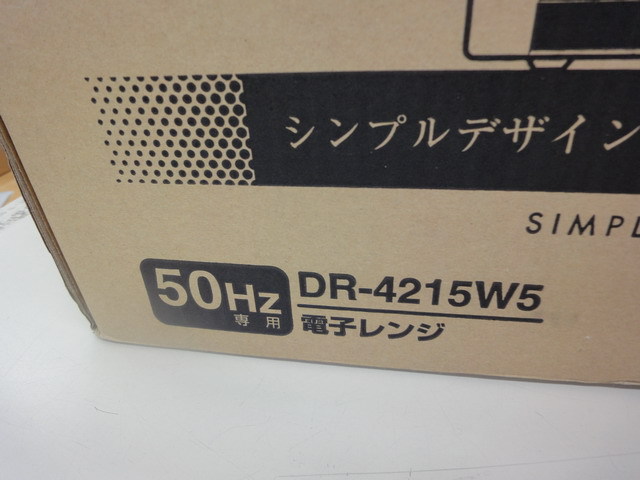 シンプルデザイン
SIMPL
50Hz
専用
DR-4215W5
電子レンジ